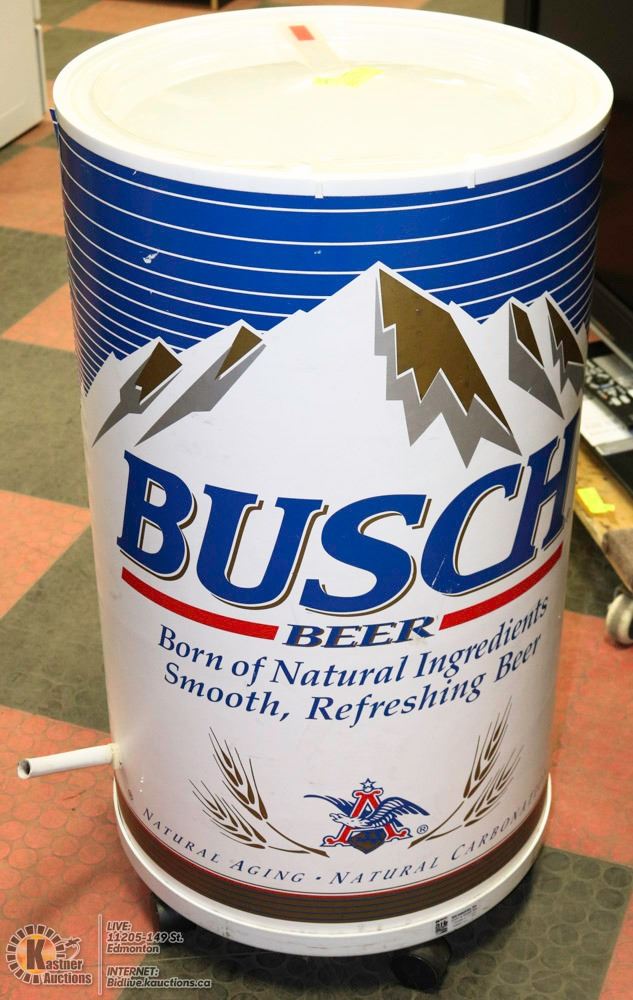 BUSCH
BEER
Born of Natural Ingredients
Smooth, Refreshing Beer
A ®
NATURAL AGING · NATURAL CARBONATION
Kastner
Auctions
LIVE:
11205-149 St.
Edmonton
INTERNET:
Bidlive.kauctions.ca